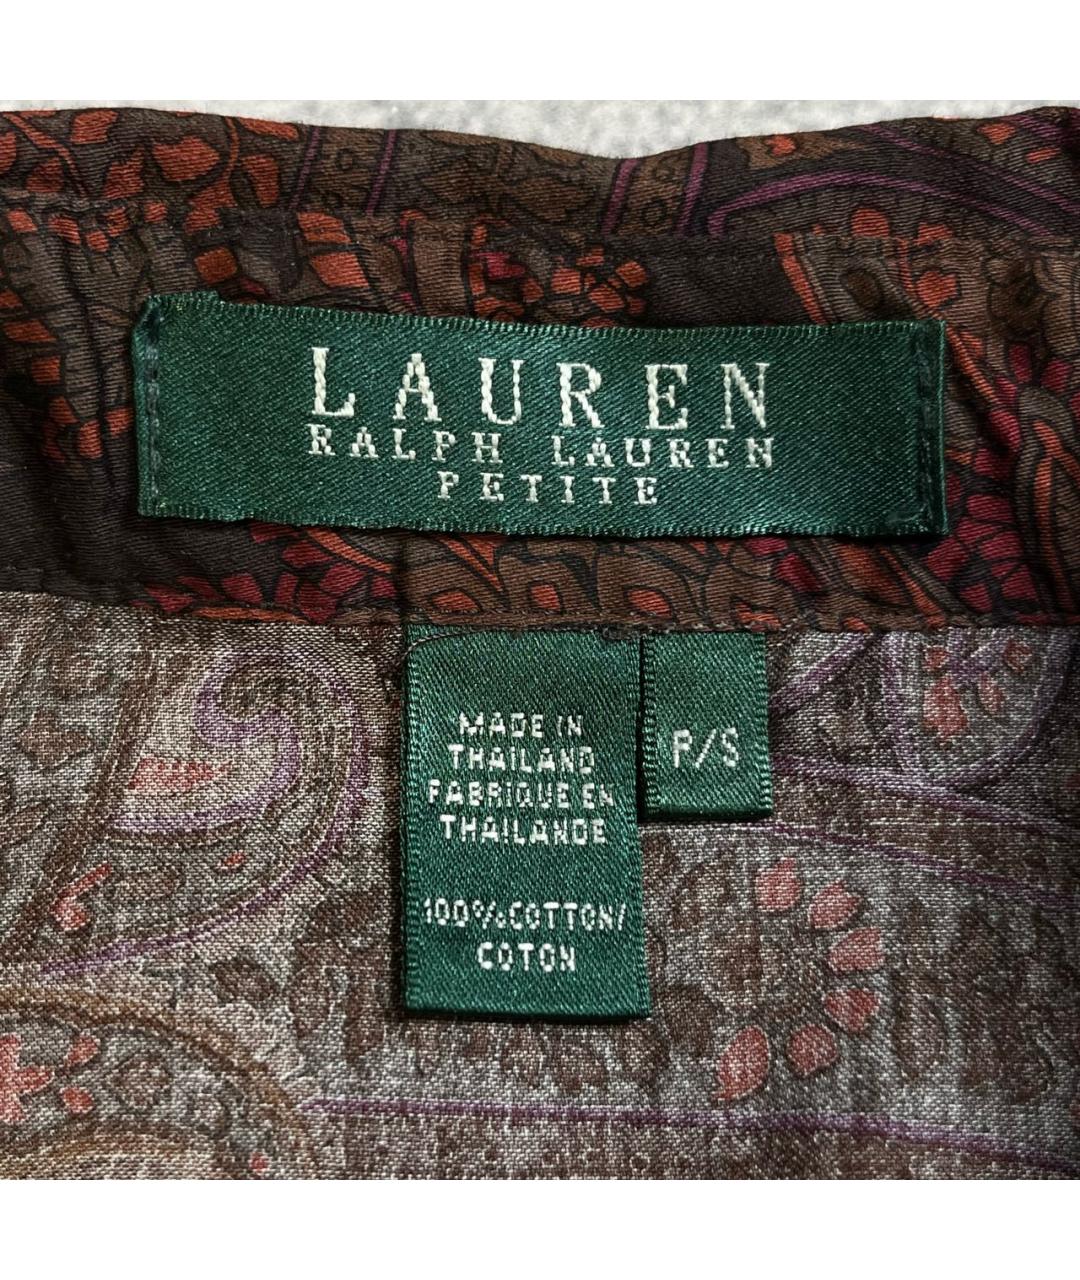 LAUREN
RALPH LAUREN
PETITE
MADE IN
THAILAND
FABRIQUE EN
THAILANDE
100% COTTON/
COTON
P/S